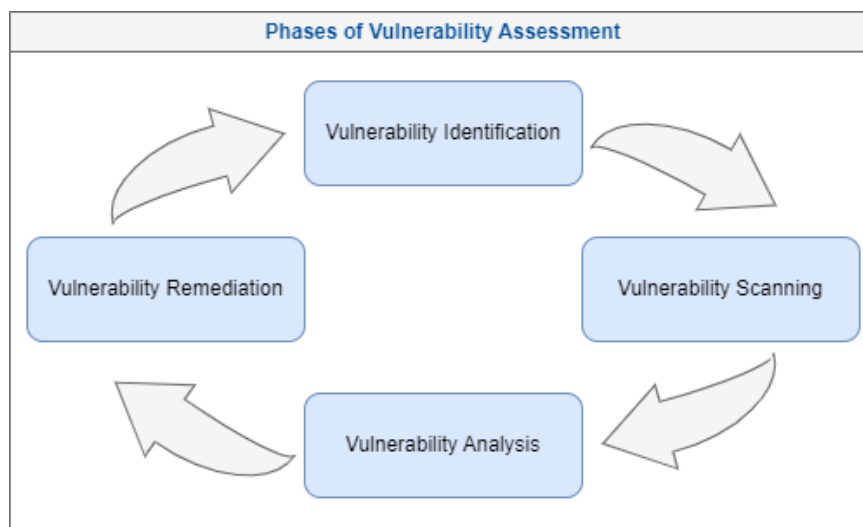 Phases of Vulnerability Assessment
Vulnerability Identification
Vulnerability Remediation
Vulnerability Scanning
Vulnerability Analysis